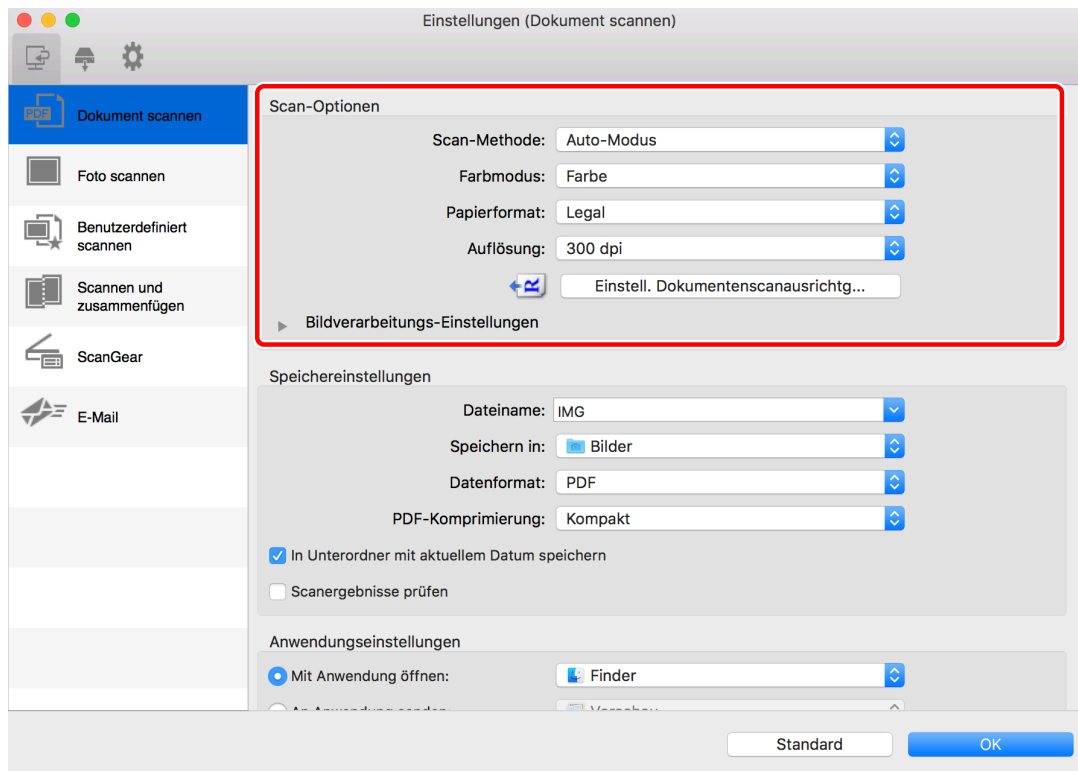 Einstellungen (Dokument scannen)
PDF
Dokument scannen
Foto scannen
Benutzerdefiniert
scannen
Scannen und
zusammenfügen
ScanGear
E-Mail
Scan-Optionen
Scan-Methode: Auto-Modus
Farbmodus: Farbe
Papierformat: Legal
Auflösung: 300 dpi
R Einstell. Dokumentenscanausrichtg...
Bildverarbeitungs-Einstellungen
Speichereinstellungen
Dateiname: IMG
Speichern in: Bilder
Datenformat: PDF
PDF-Komprimierung: Kompakt
In Unterordner mit aktuellem Datum speichern
Scanergebnisse prüfen
Anwendungseinstellungen
Mit Anwendung öffnen: Finder
Standard OK